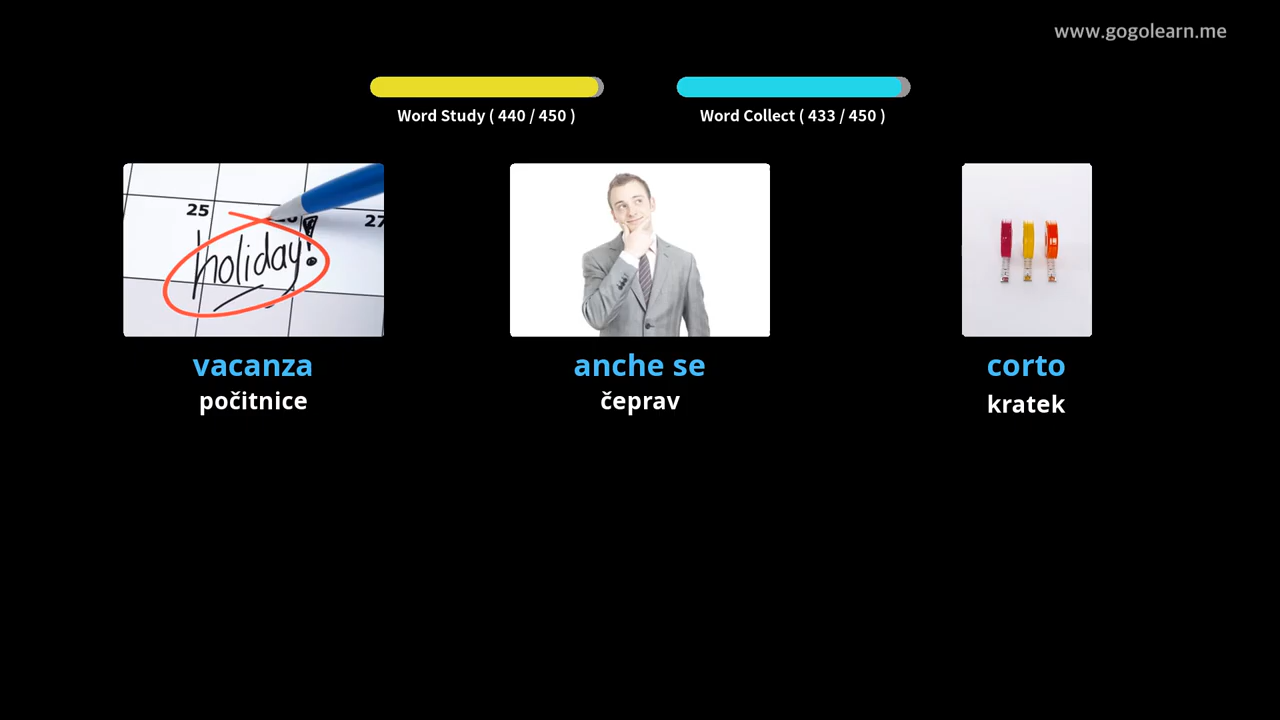 www.gogolearn.me
Word Study ( 440 / 450 )
Word Collect ( 433 / 450 )
25
27
holiday!
vacanza
anche se
corto
počitnice
čeprav
kratek